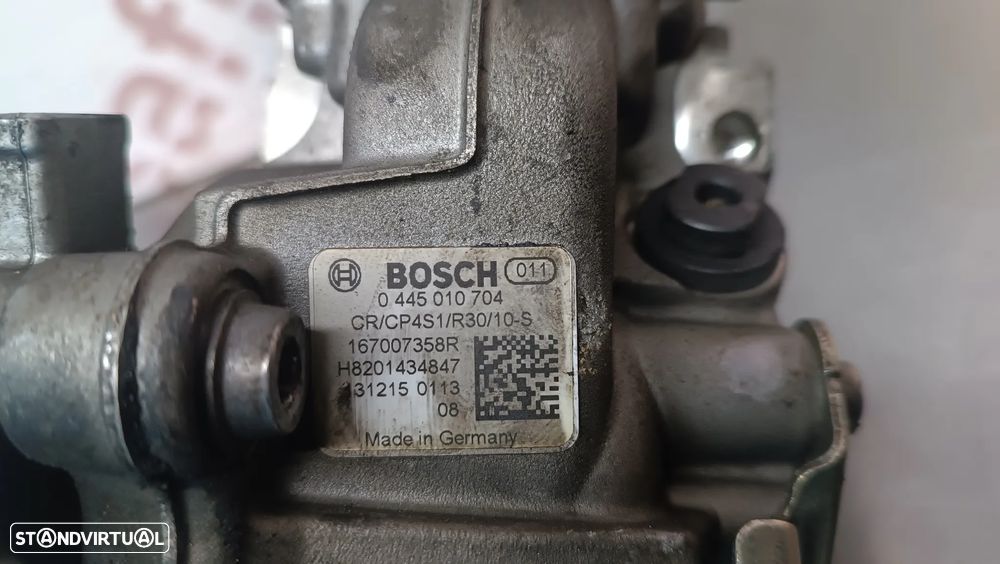 BOSCH 011
0 445 010 704
CR/CP4S1/R30/10-S
167007358R
H8201434847
131215 0113
08
Made in Germany
STANDVIRTUAL